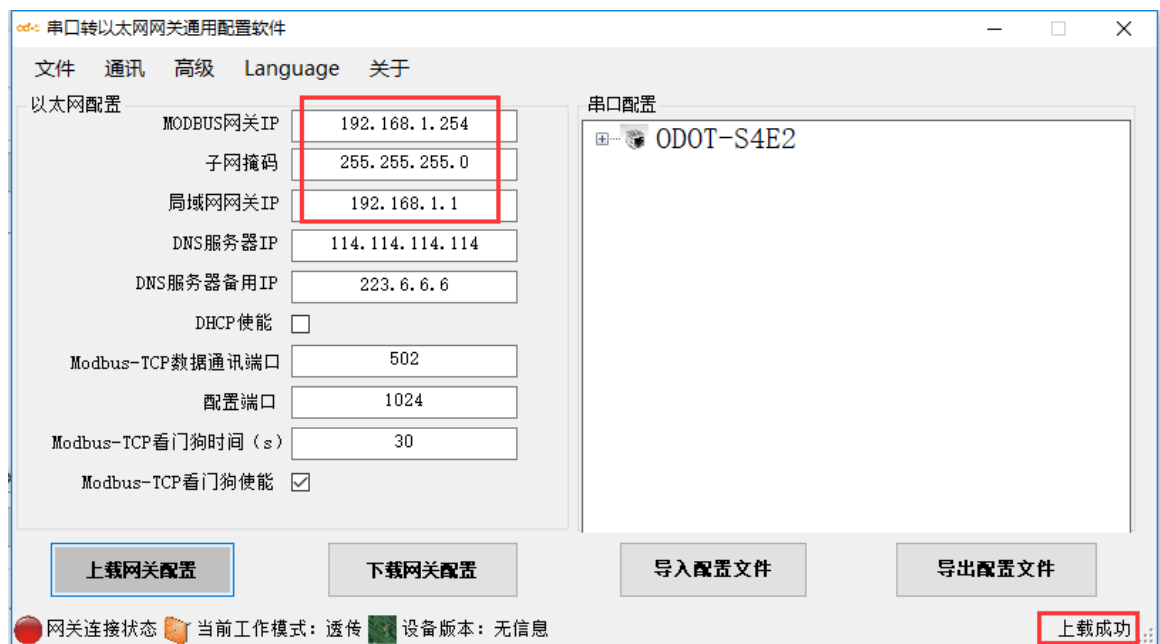 odot 串口转以太网网关通用配置软件
文件 通讯 高级 Language 关于
以太网配置
MODBUS网关IP 192.168.1.254
子网掩码 255.255.255.0
局域网网关IP 192.168.1.1
DNS服务器IP 114.114.114.114
DNS服务器备用IP 223.6.6.6
DHCP使能
Modbus-TCP数据通讯端口 502
配置端口 1024
Modbus-TCP看门狗时间（s） 30
Modbus-TCP看门狗使能
串口配置
ODOT-S4E2
上载网关配置 下载网关配置 导入配置文件 导出配置文件
网关连接状态 当前工作模式：透传 设备版本：无信息 上载成功